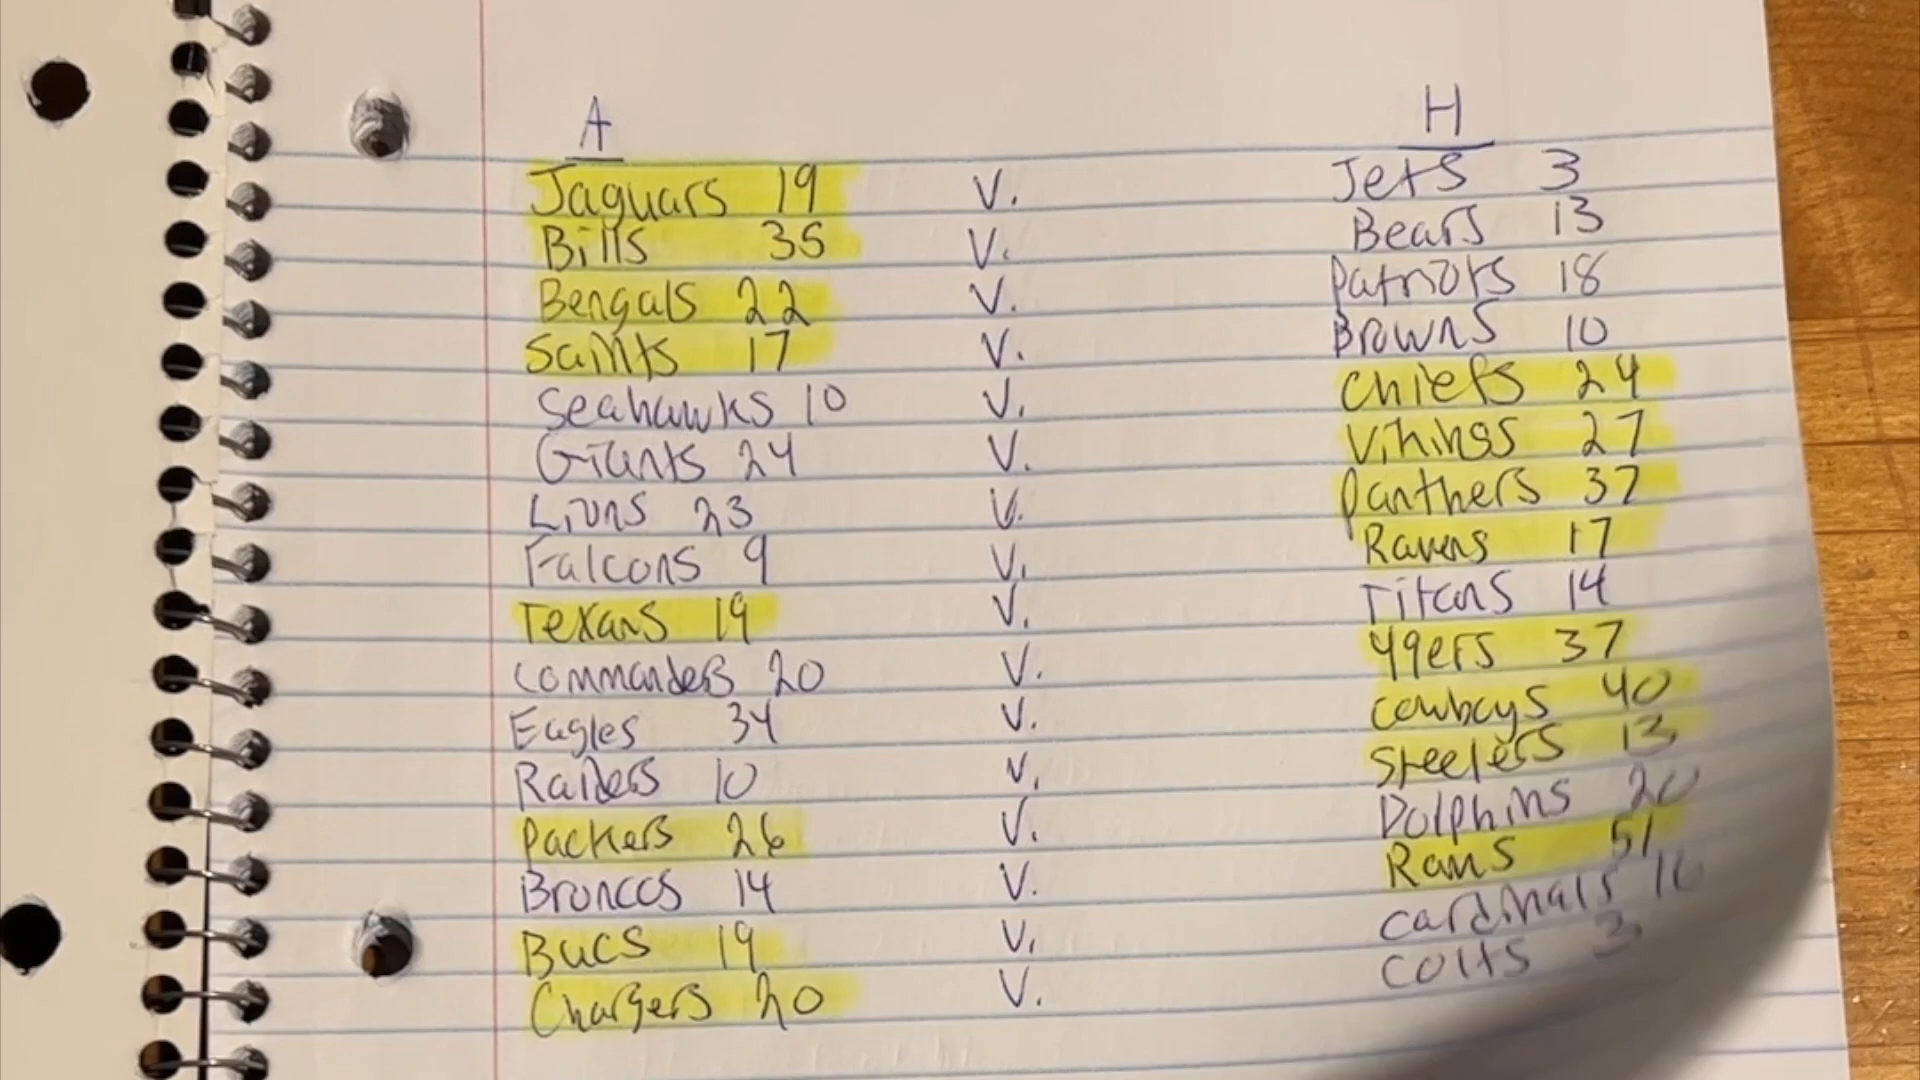 A H
Jaguars 19 V. Jets 3
Bills 35 V. Bears 13
Bengals 22 V. Patriots 18
Saints 17 V. Browns 10
Seahawks 10 V. Chiefs 24
Giants 24 V. Vikings 27
Lions 23 V. Panthers 37
Falcons 9 V. Ravens 17
Texans 19 V. Titans 14
Commanders 20 V. 49ers 37
Eagles 34 V. Cowboys 40
Raiders 10 V. Steelers 13
Packers 26 V. Dolphins 20
Broncos 14 V. Rams 51
Bucs 19 V. Cardinals 16
Chargers 20 V. Colts 3